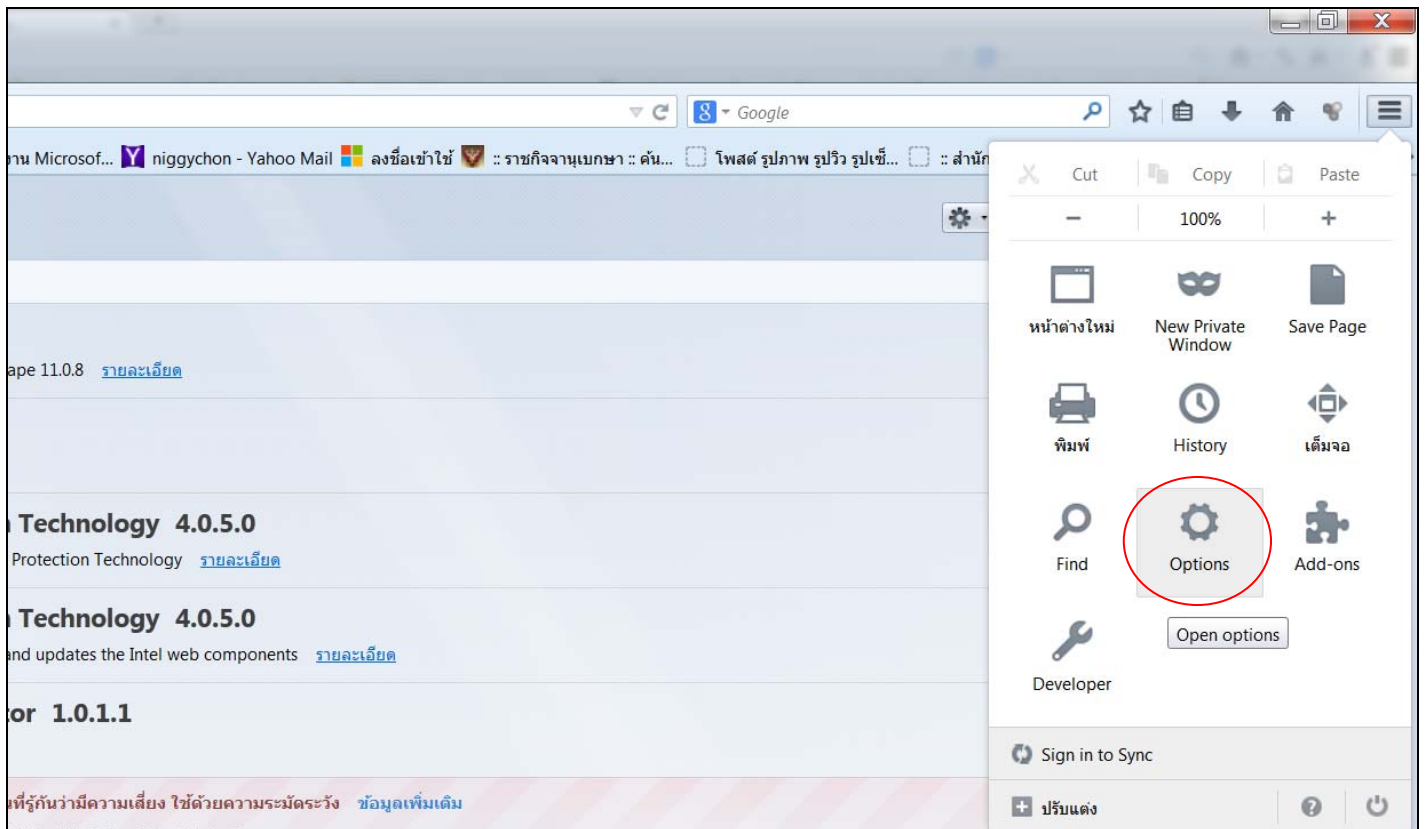 Google
งาน Microsof... niggychon - Yahoo Mail ลงชื่อเข้าใช้ :: ราชกิจจานุเบกษา :: ค้น... โพสต์ รูปภาพ รูปวิว รูปเซ็... :: สำนัก
Cut Copy Paste
100%
หน้าต่างใหม่ New Private Window Save Page
ape 11.0.8 รายละเอียด
พิมพ์ History เต็มจอ
Technology 4.0.5.0
Protection Technology รายละเอียด
Find Options Add-ons
Technology 4.0.5.0
and updates the Intel web components รายละเอียด
Open options
Developer
tor 1.0.1.1
Sign in to Sync
ที่รู้กันว่ามีความเสี่ยง ใช้ด้วยความระมัดระวัง ข้อมูลเพิ่มเติม
ปรับแต่ง